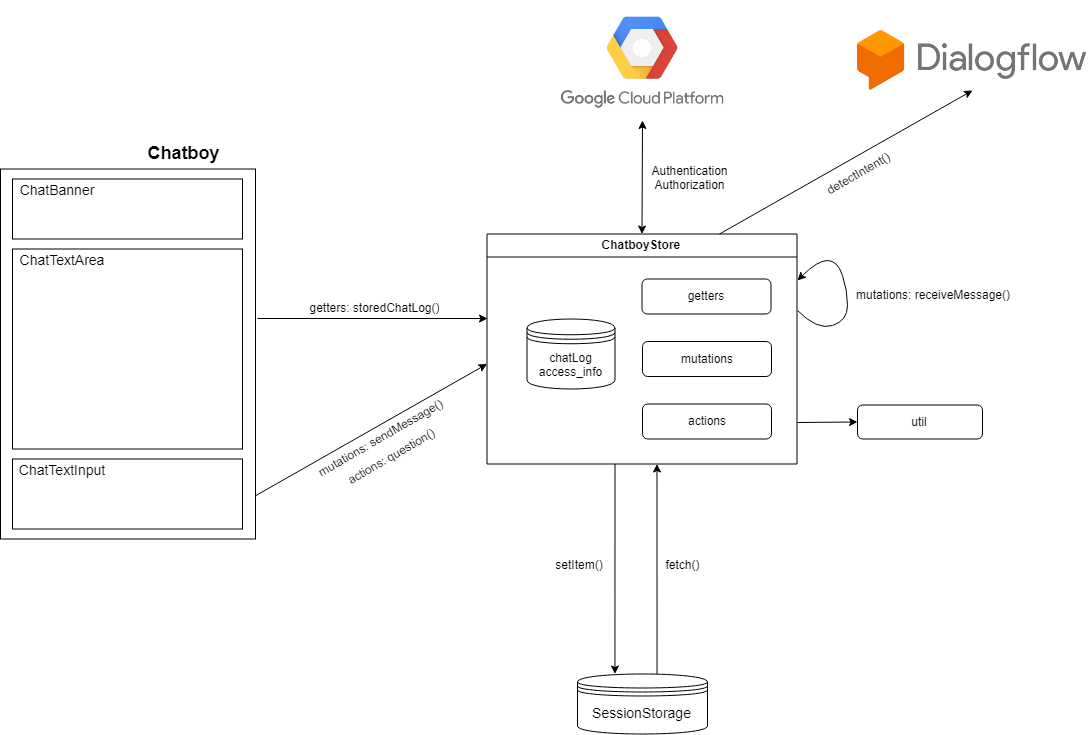 Google Cloud Platform
Dialogflow
Chatboy
ChatBanner
ChatTextArea
ChatTextInput
getters: storedChatLog()
mutations: sendMessage()
actions: question()
Authentication
Authorization
detectIntent()
ChatboyStore
getters
mutations
actions
chatLog
access_info
mutations: receiveMessage()
util
setItem()
fetch()
SessionStorage